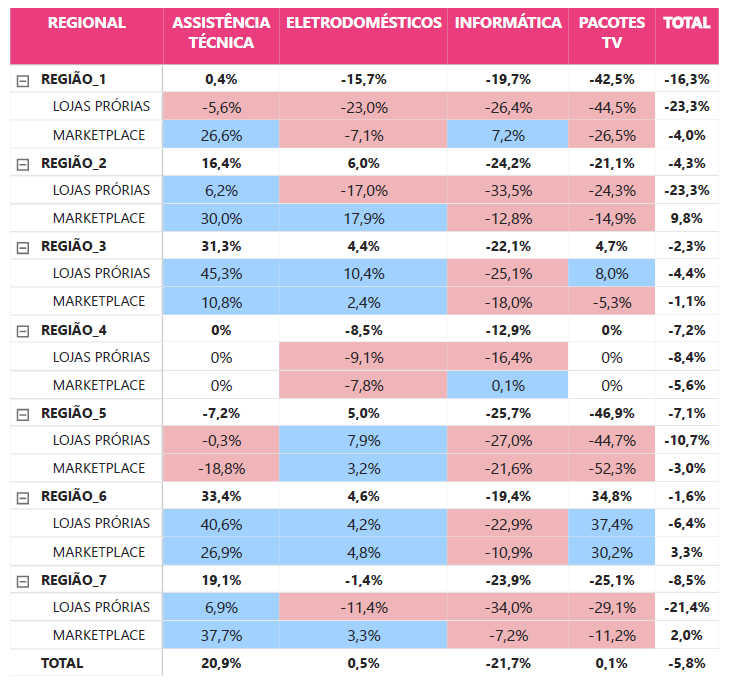 REGIONAL ASSISTÊNCIA TÉCNICA ELETRODOMÉSTICOS INFORMÁTICA PACOTES TV TOTAL
REGIÃO_1 0,4% -15,7% -19,7% -42,5% -16,3%
LOJAS PRÓRIAS -5,6% -23,0% -26,4% -44,5% -23,3%
MARKETPLACE 26,6% -7,1% 7,2% -26,5% -4,0%
REGIÃO_2 16,4% 6,0% -24,2% -21,1% -4,3%
LOJAS PRÓRIAS 6,2% -17,0% -33,5% -24,3% -23,3%
MARKETPLACE 30,0% 17,9% -12,8% -14,9% 9,8%
REGIÃO_3 31,3% 4,4% -22,1% 4,7% -2,3%
LOJAS PRÓRIAS 45,3% 10,4% -25,1% 8,0% -4,4%
MARKETPLACE 10,8% 2,4% -18,0% -5,3% -1,1%
REGIÃO_4 0% -8,5% -12,9% 0% -7,2%
LOJAS PRÓRIAS 0% -9,1% -16,4% 0% -8,4%
MARKETPLACE 0% -7,8% 0,1% 0% -5,6%
REGIÃO_5 -7,2% 5,0% -25,7% -46,9% -7,1%
LOJAS PRÓRIAS -0,3% 7,9% -27,0% -44,7% -10,7%
MARKETPLACE -18,8% 3,2% -21,6% -52,3% -3,0%
REGIÃO_6 33,4% 4,6% -19,4% 34,8% -1,6%
LOJAS PRÓRIAS 40,6% 4,2% -22,9% 37,4% -6,4%
MARKETPLACE 26,9% 4,8% -10,9% 30,2% 3,3%
REGIÃO_7 19,1% -1,4% -23,9% -25,1% -8,5%
LOJAS PRÓRIAS 6,9% -11,4% -34,0% -29,1% -21,4%
MARKETPLACE 37,7% 3,3% -7,2% -11,2% 2,0%
TOTAL 20,9% 0,5% -21,7% 0,1% -5,8%